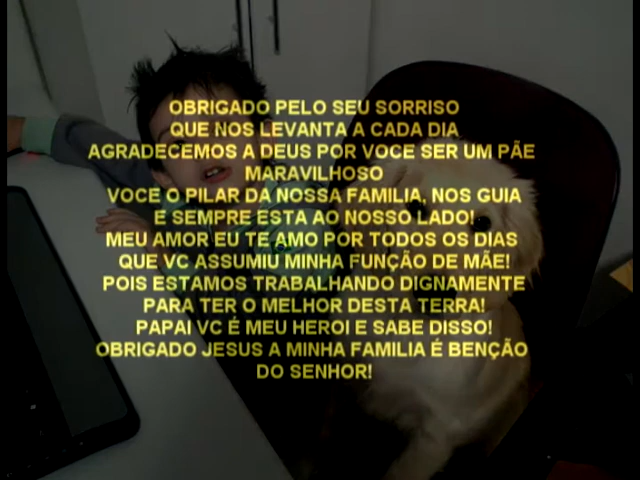 OBRIGADO PELO SEU SORRISO
QUE NOS LEVANTA A CADA DIA
AGRADECEMOS A DEUS POR VOCE SER UM PÃE
MARAVILHOSO
VOCE O PILAR DA NOSSA FAMILIA, NOS GUIA
E SEMPRE ESTA AO NOSSO LADO!
MEU AMOR EU TE AMO POR TODOS OS DIAS
QUE VC ASSUMIU MINHA FUNÇÃO DE MÃE!
POIS ESTAMOS TRABALHANDO DIGNAMENTE
PARA TER O MELHOR DESTA TERRA!
PAPAI VC É MEU HEROI E SABE DISSO!
OBRIGADO JESUS A MINHA FAMILIA É BENÇÃO
DO SENHOR!